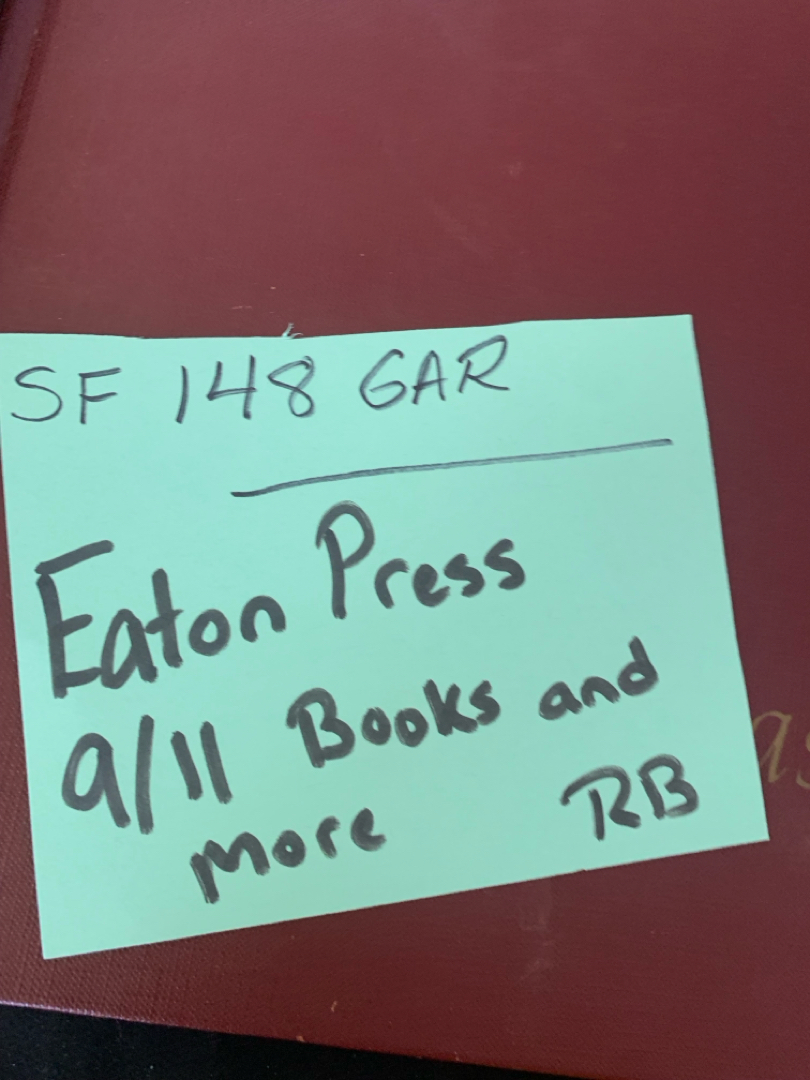 SF 148 GAR
Eaton Press
9/11 Books and
more RB